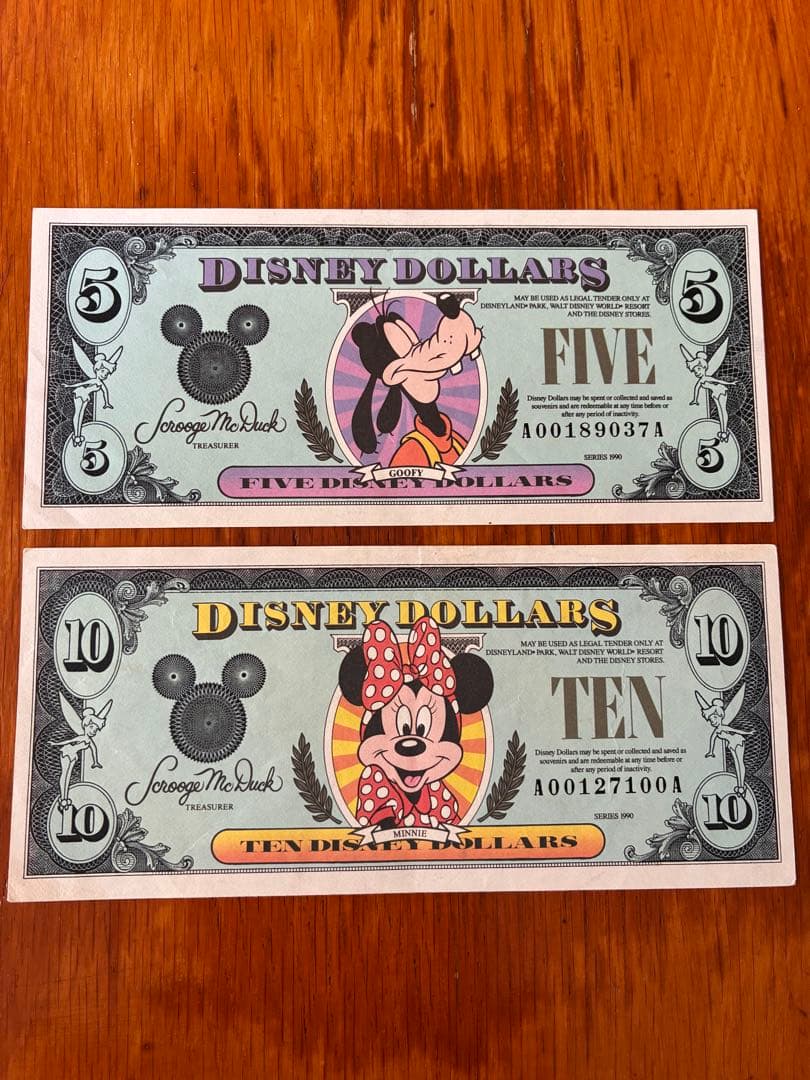 DISNEY DOLLARS
5
5
MAY BE USED AS LEGAL TENDER ONLY AT
DISNEYLAND® PARK, WALT DISNEY WORLD® RESORT
AND THE DISNEY STORES.
FIVE
Disney Dollars may be spent or collected and saved as
souvenirs and are redeemable at any time before or
after any period of inactivity.
Scrooge McDuck
TREASURER
A00189037A
SERIES 1990
5
GOOFY
5
FIVE DISNEY DOLLARS
DISNEY DOLLARS
10
10
MAY BE USED AS LEGAL TENDER ONLY AT
DISNEYLAND® PARK, WALT DISNEY WORLD® RESORT
AND THE DISNEY STORES.
TEN
Disney Dollars may be spent or collected and saved as
souvenirs and are redeemable at any time before or
after any period of inactivity.
Scrooge McDuck
TREASURER
A00127100A
SERIES 1990
10
MINNIE
10
TEN DISNEY DOLLARS